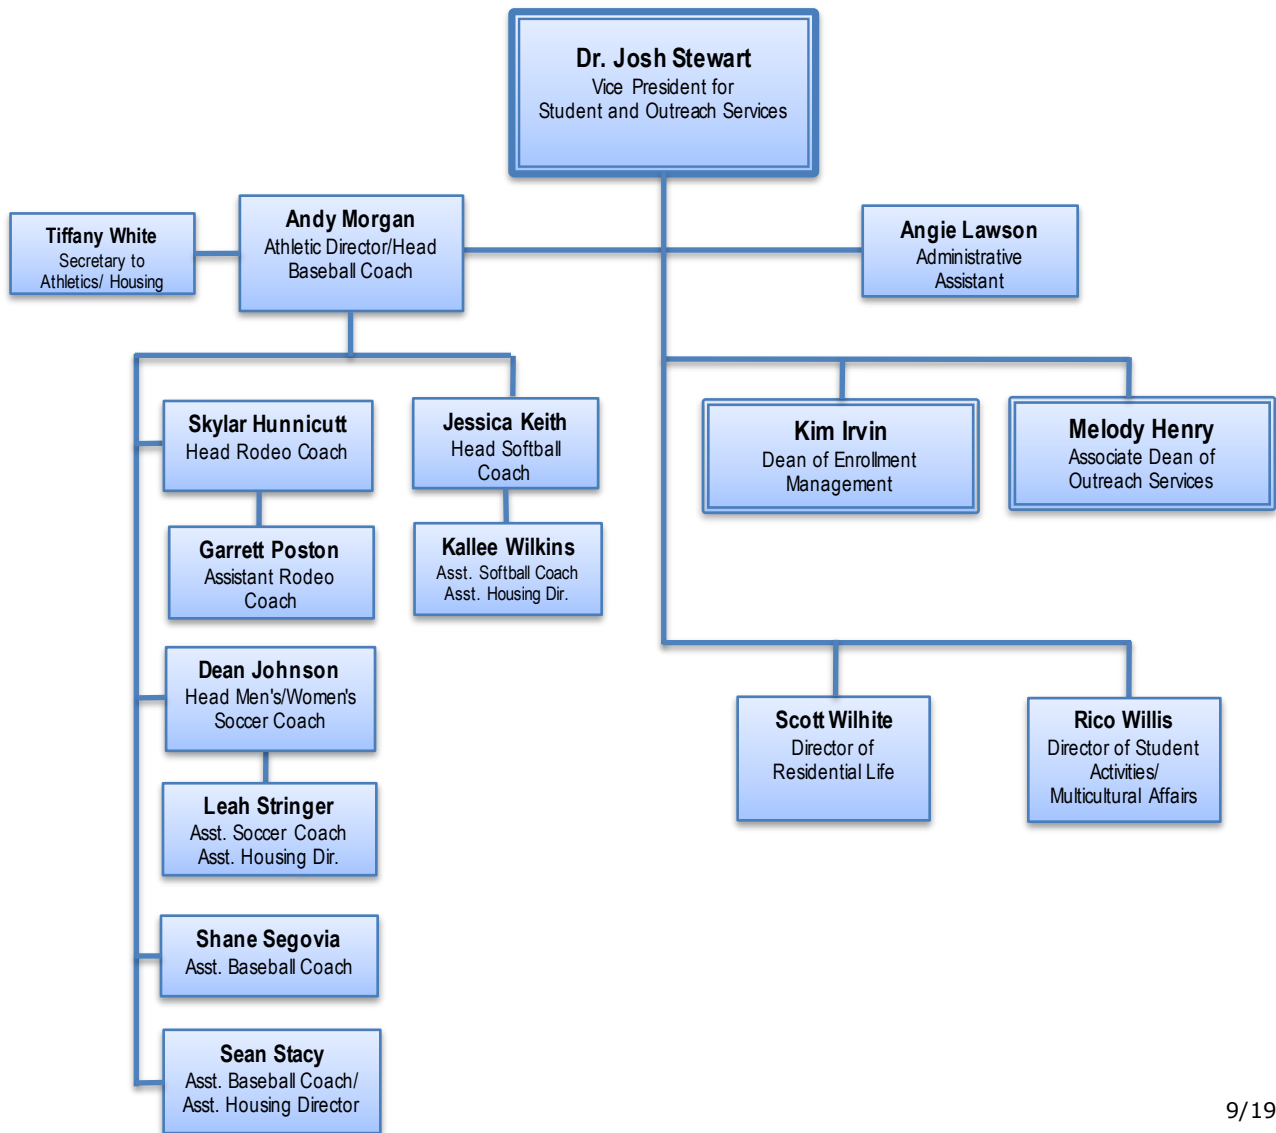 Dr. Josh Stewart
Vice President for
Student and Outreach Services
Tiffany White
Secretary to
Athletics/ Housing
Andy Morgan
Athletic Director/Head
Baseball Coach
Angie Lawson
Administrative
Assistant
Skylar Hunnicutt
Head Rodeo Coach
Jessica Keith
Head Softball
Coach
Kim Irvin
Dean of Enrollment
Management
Melody Henry
Associate Dean of
Outreach Services
Garrett Poston
Assistant Rodeo
Coach
Kallee Wilkins
Asst. Softball Coach
Asst. Housing Dir.
Dean Johnson
Head Men's/Women's
Soccer Coach
Scott Wilhite
Director of
Residential Life
Rico Willis
Director of Student
Activities/
Multicultural Affairs
Leah Stringer
Asst. Soccer Coach
Asst. Housing Dir.
Shane Segovia
Asst. Baseball Coach
Sean Stacy
Asst. Baseball Coach/
Asst. Housing Director
9/19